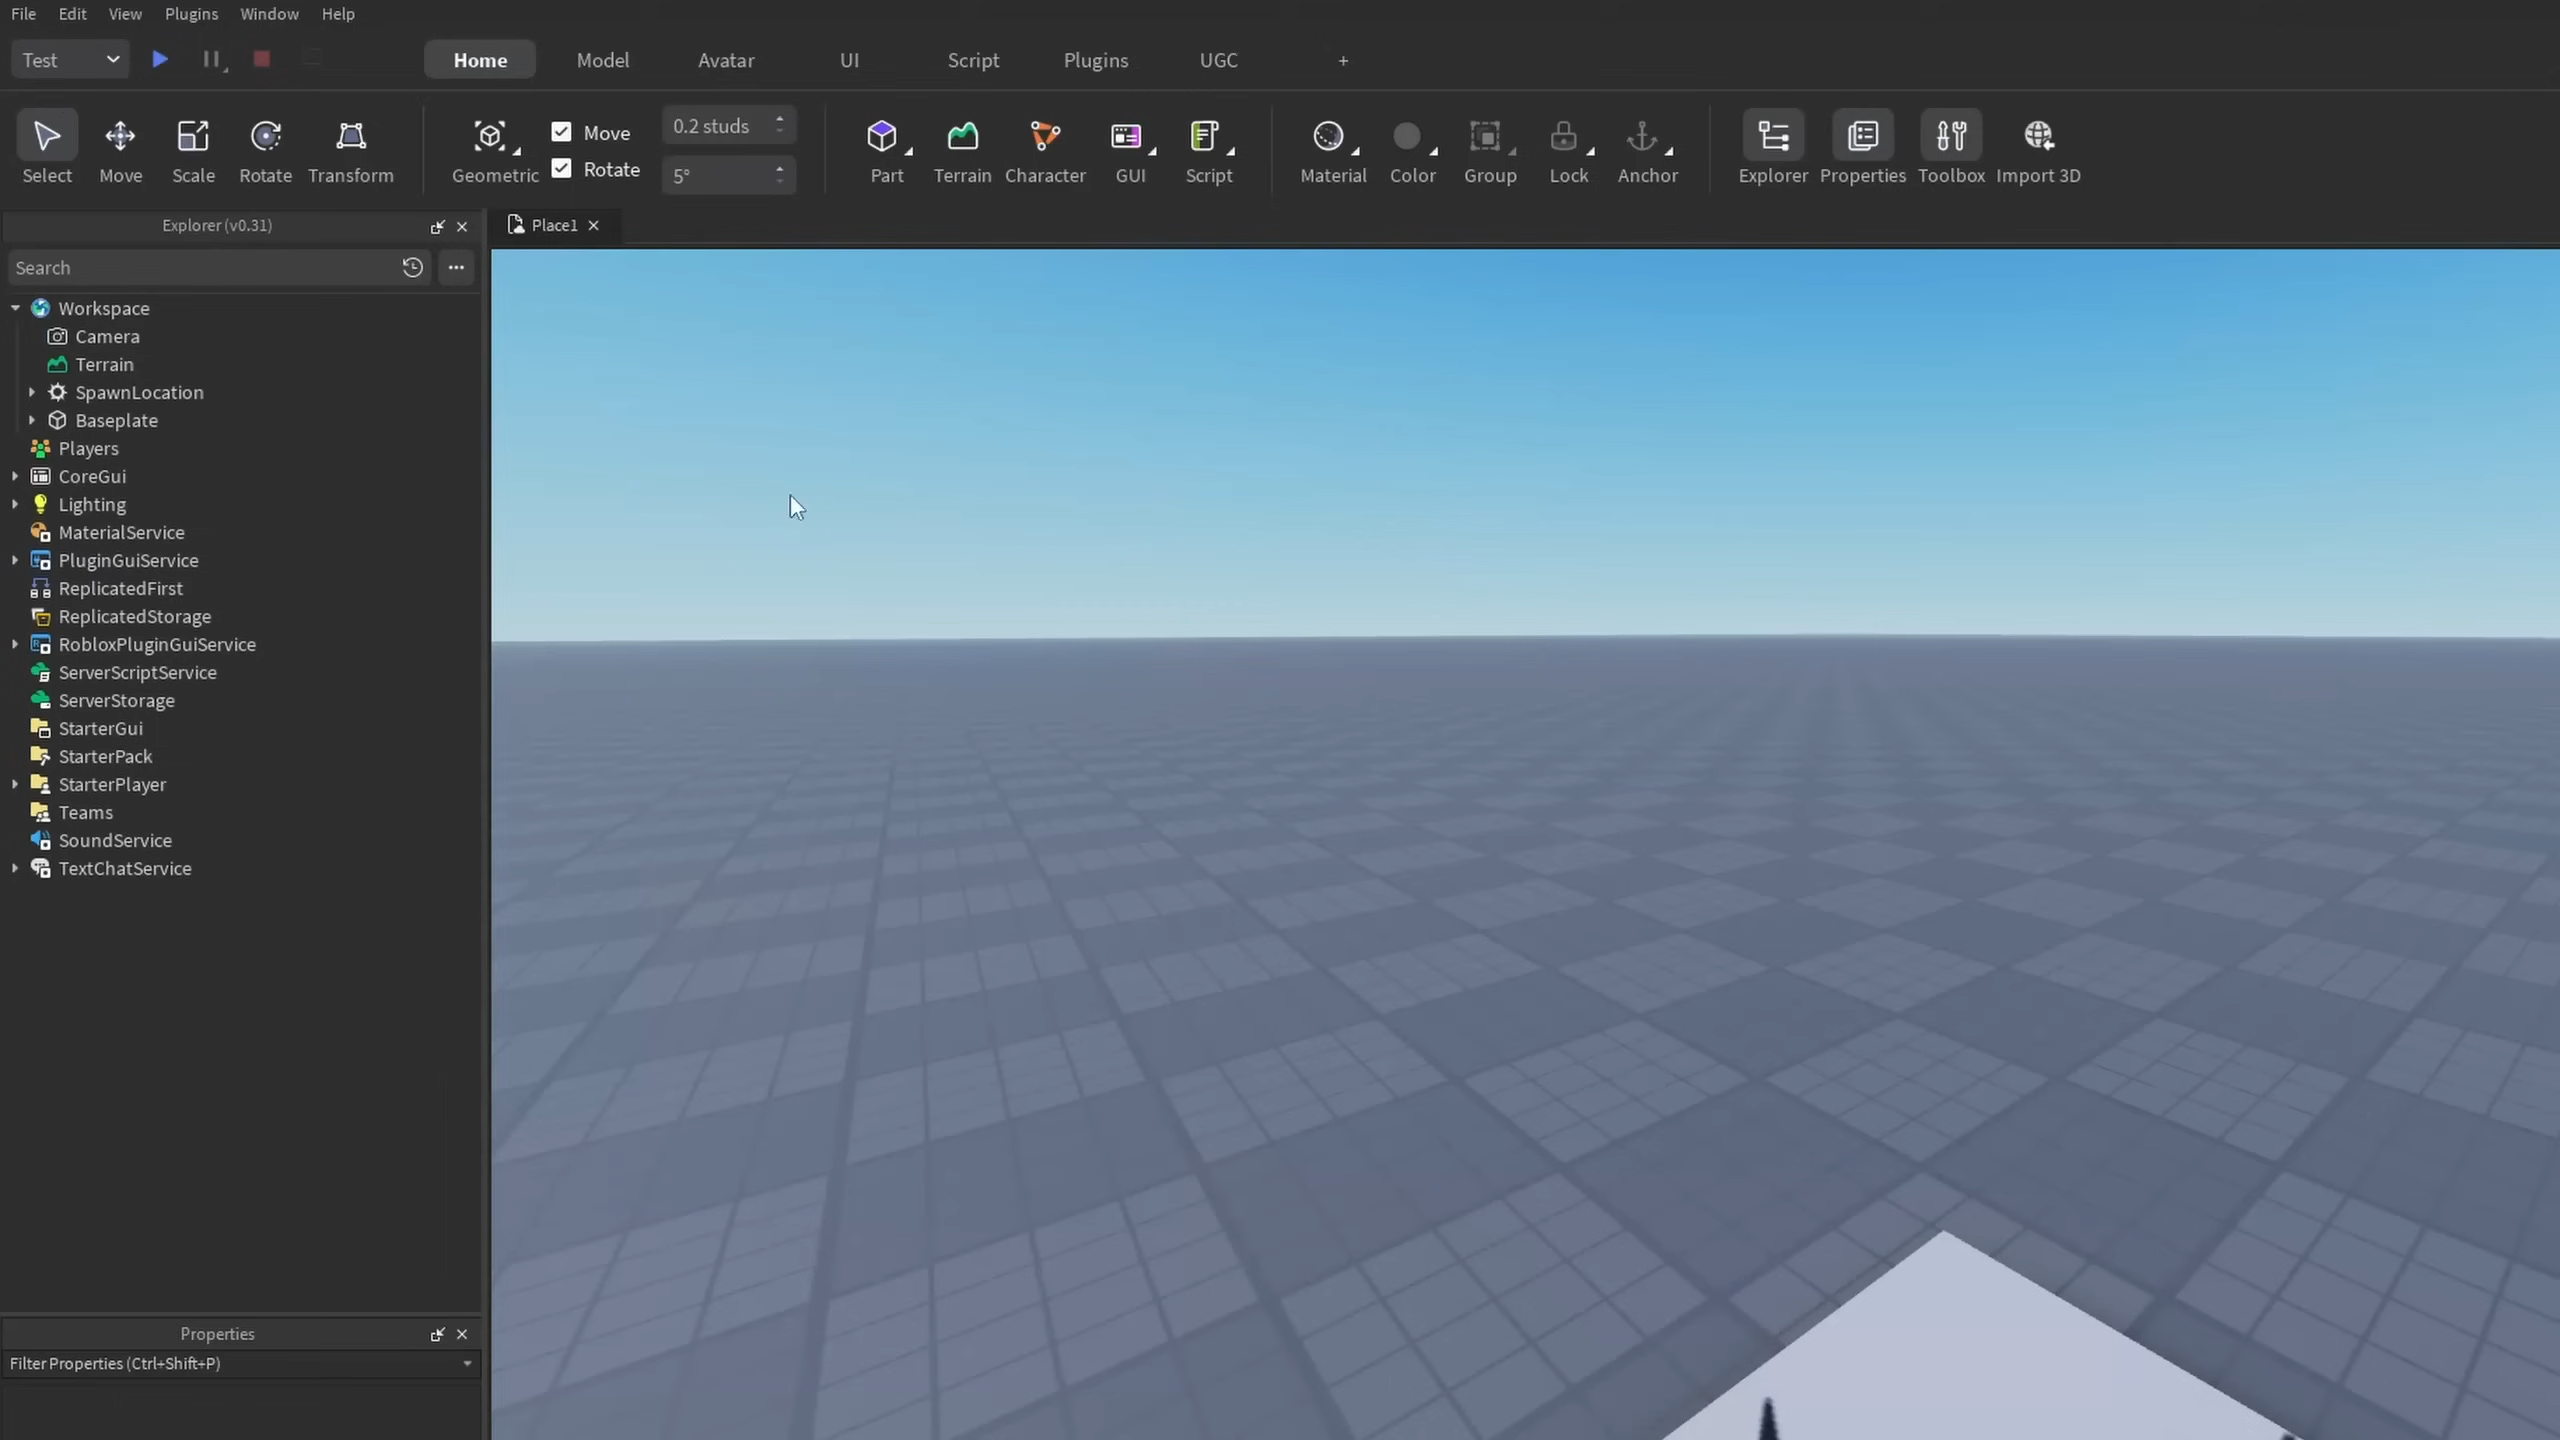 File Edit View Plugins Window Help
Test Home Model Avatar UI Script Plugins UGC +
Move 0.2 studs
Rotate 5°
Select Move Scale Rotate Transform Geometric Part Terrain Character GUI Script Material Color Group Lock Anchor Explorer Properties Toolbox Import 3D
Explorer (v0.31)
Place1
Search
Workspace
Camera
Terrain
SpawnLocation
Baseplate
Players
CoreGui
Lighting
MaterialService
PluginGuiService
ReplicatedFirst
ReplicatedStorage
RobloxPluginGuiService
ServerScriptService
ServerStorage
StarterGui
StarterPack
StarterPlayer
Teams
SoundService
TextChatService
Properties
Filter Properties (Ctrl+Shift+P)